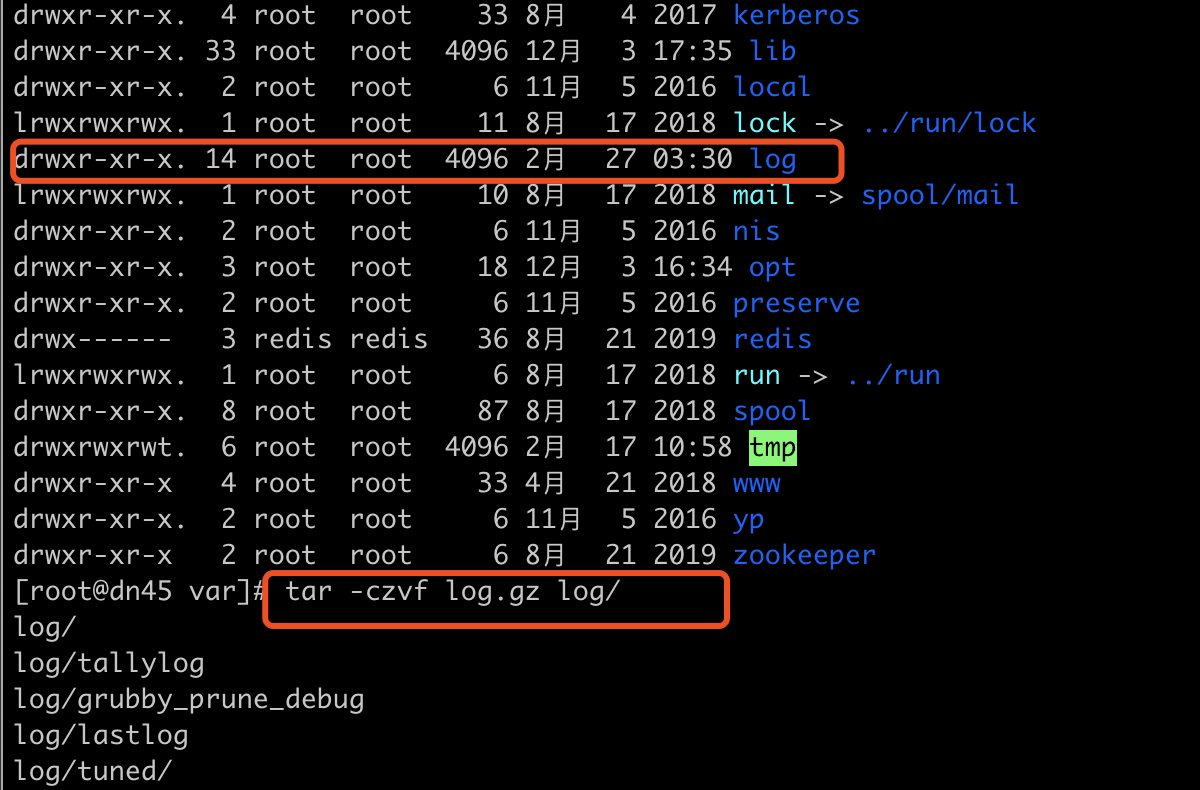 drwxr-xr-x. 4 root root 33 8月 4 2017 kerberos
drwxr-xr-x. 33 root root 4096 12月 3 17:35 lib
drwxr-xr-x. 2 root root 6 11月 5 2016 local
lrwxrwxrwx. 1 root root 11 8月 17 2018 lock -> ../run/lock
drwxr-xr-x. 14 root root 4096 2月 27 03:30 log
lrwxrwxrwx. 1 root root 10 8月 17 2018 mail -> spool/mail
drwxr-xr-x. 2 root root 6 11月 5 2016 nis
drwxr-xr-x. 3 root root 18 12月 3 16:34 opt
drwxr-xr-x. 2 root root 6 11月 5 2016 preserve
drwx------ 3 redis redis 36 8月 21 2019 redis
lrwxrwxrwx. 1 root root 6 8月 17 2018 run -> ../run
drwxr-xr-x. 8 root root 87 8月 17 2018 spool
drwxrwxrwt. 6 root root 4096 2月 17 10:58 tmp
drwxr-xr-x 4 root root 33 4月 21 2018 www
drwxr-xr-x. 2 root root 6 11月 5 2016 yp
drwxr-xr-x 2 root root 6 8月 21 2019 zookeeper
[root@dn45 var]# tar -czvf log.gz log/
log/
log/tallylog
log/grubby_prune_debug
log/lastlog
log/tuned/